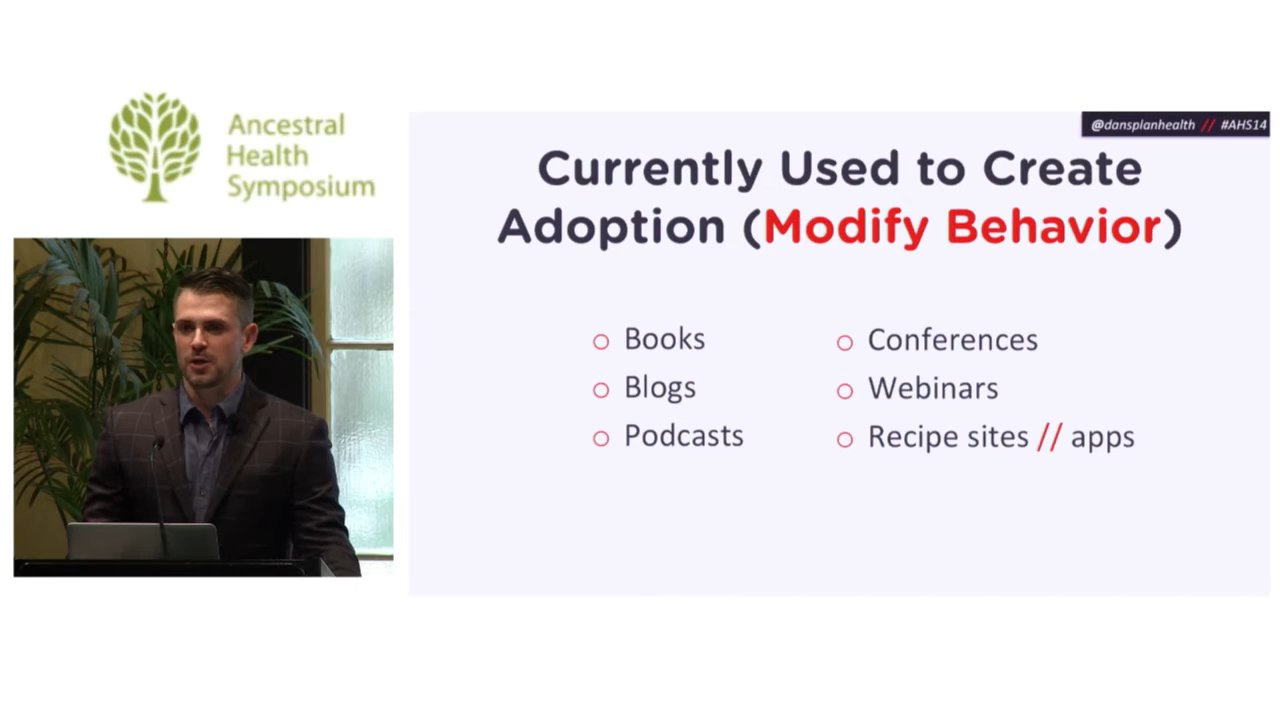 Ancestral
Health
Symposium
@dansplanhealth // #AHS14
Currently Used to Create
Adoption (Modify Behavior)
Books
Blogs
Podcasts
Conferences
Webinars
Recipe sites // apps